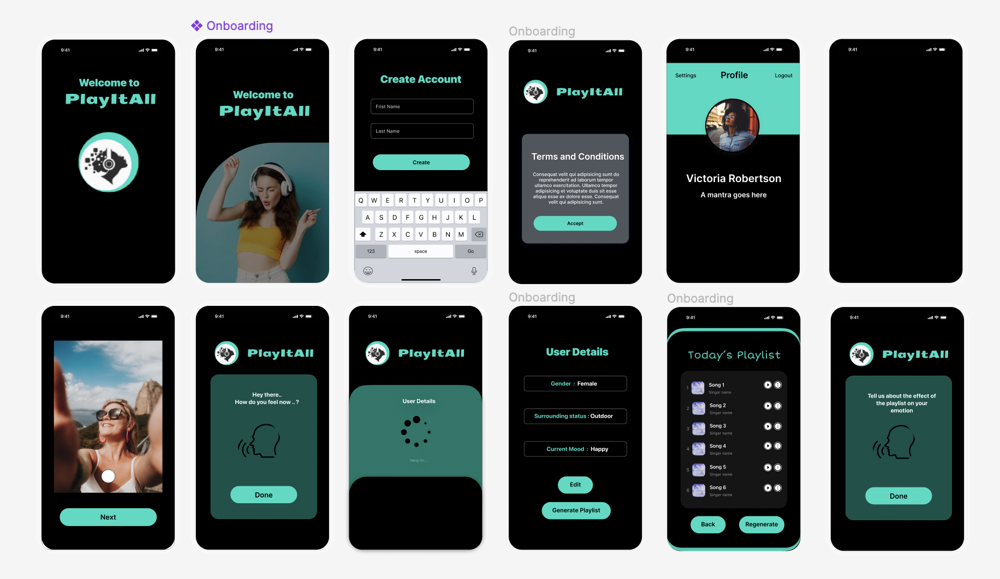 Onboarding
Onboarding
9:41
Welcome to
PlayItAll
9:41
Welcome to
PlayItAll
9:41
Create Account
Frist Name
Last Name
Create
Q W E R T Y U I O P
A S D F G H J K L
Z X C V B N M
123 space Go
9:41
PlayItAll
Terms and Conditions
Consequat velit qui adipisicing sunt do
reprehenderit ad laborum tempor
ullamco exercitation. Ullamco tempor
adipisicing et voluptate duis sit esse
aliqua esse ex dolore esse. Consequat
velit qui adipisicing sunt.
Accept
9:41
Settings Profile Logout
Victoria Robertson
A mantra goes here
9:41
Onboarding
Onboarding
9:41
Next
9:41
PlayItAll
Hey there..
How do you feel now .. ?
Done
9:41
PlayItAll
User Details
Hang On....
9:41
User Details
Gender : Female
Surrounding status : Outdoor
Current Mood : Happy
Edit
Generate Playlist
9:41
Today's Playlist
1 Song 1
Singer name
2 Song 2
Singer name
3 Song 3
Singer name
4 Song 4
Singer name
5 Song 5
Singer name
6 Song 6
Singer name
Back Regenerate
9:41
PlayItAll
Tell us about the effect of
the playlist on your
emotion
Done